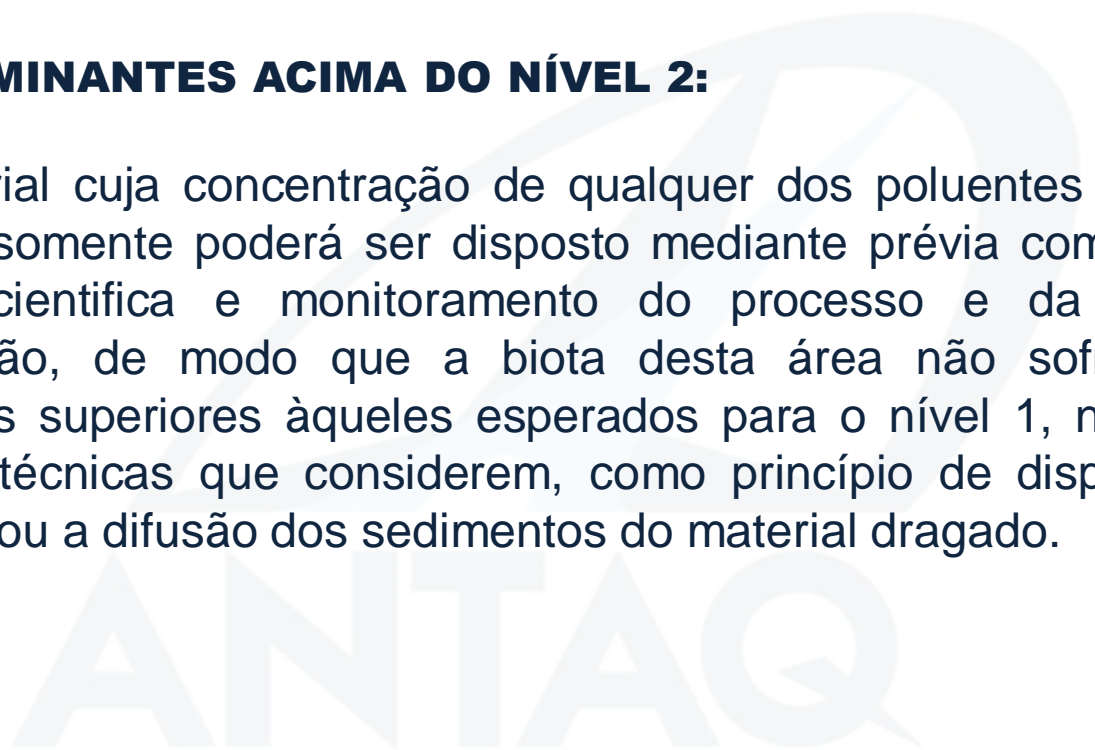 MINANTES ACIMA DO NÍVEL 2:
rial cuja concentração de qualquer dos poluentes
somente poderá ser disposto mediante prévia com
cientifica e monitoramento do processo e da
ão, de modo que a biota desta área não sof
s superiores àqueles esperados para o nível 1, n
técnicas que considerem, como princípio de disp
ou a difusão dos sedimentos do material dragado.
ANTAQ